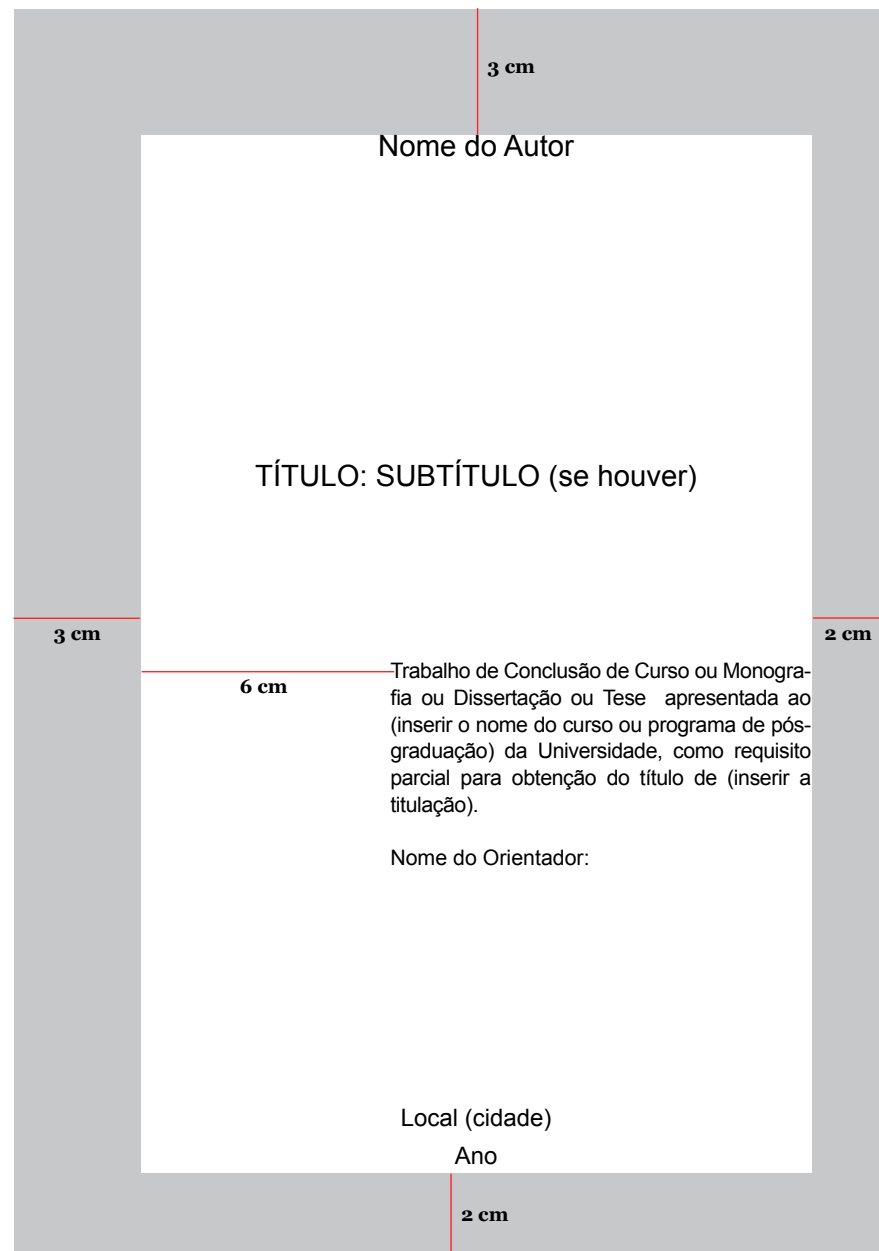 3 cm
Nome do Autor
TÍTULO: SUBTÍTULO (se houver)
3 cm
2 cm
6 cm
Trabalho de Conclusão de Curso ou Monogra-
fia ou Dissertação ou Tese apresentada ao
(inserir o nome do curso ou programa de pós-
graduação) da Universidade, como requisito
parcial para obtenção do título de (inserir a
titulação).
Nome do Orientador:
Local (cidade)
Ano
2 cm